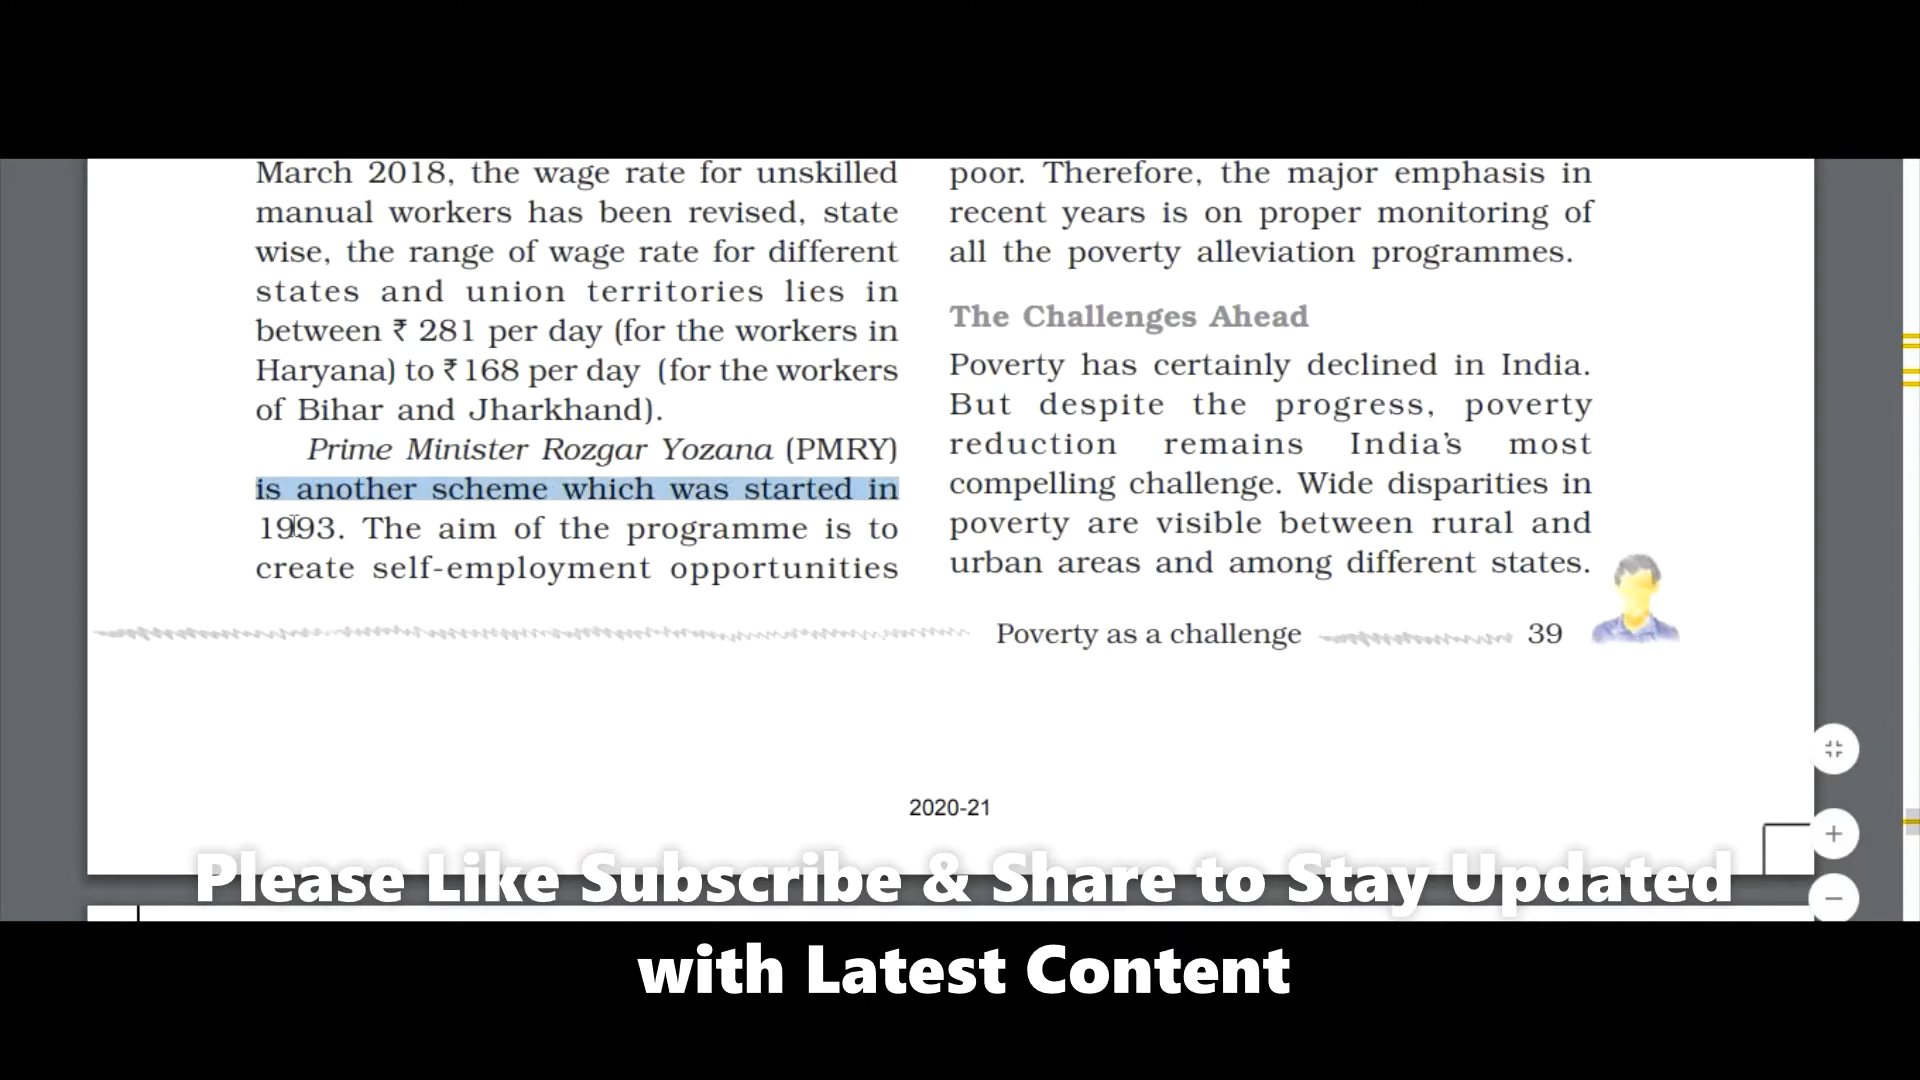 March 2018, the wage rate for unskilled
manual workers has been revised, state
wise, the range of wage rate for different
states and union territories lies in
between ₹ 281 per day (for the workers in
Haryana) to ₹ 168 per day (for the workers
of Bihar and Jharkhand).
Prime Minister Rozgar Yozana (PMRY)
is another scheme which was started in
1993. The aim of the programme is to
create self-employment opportunities
poor. Therefore, the major emphasis in
recent years is on proper monitoring of
all the poverty alleviation programmes.
The Challenges Ahead
Poverty has certainly declined in India.
But despite the progress, poverty
reduction remains India's most
compelling challenge. Wide disparities in
poverty are visible between rural and
urban areas and among different states.
Poverty as a challenge 39
2020-21
Please Like Subscribe & Share to Stay Updated
with Latest Content